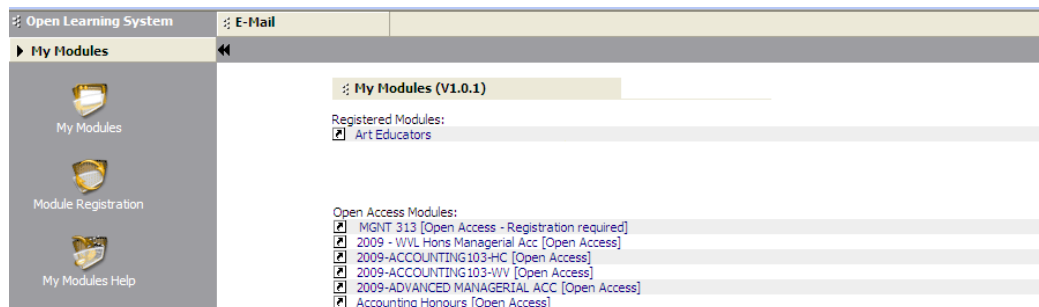 Open Learning System
E-Mail
My Modules
My Modules (V1.0.1)
My Modules
Registered Modules:
Art Educators
Module Registration
Open Access Modules:
MGNT 313 [Open Access - Registration required]
2009 - WVL Hons Managerial Acc [Open Access]
2009-ACCOUNTING103-HC [Open Access]
2009-ACCOUNTING103-WV [Open Access]
My Modules Help
2009-ADVANCED MANAGERIAL ACC [Open Access]
Accounting Honours [Open Access]